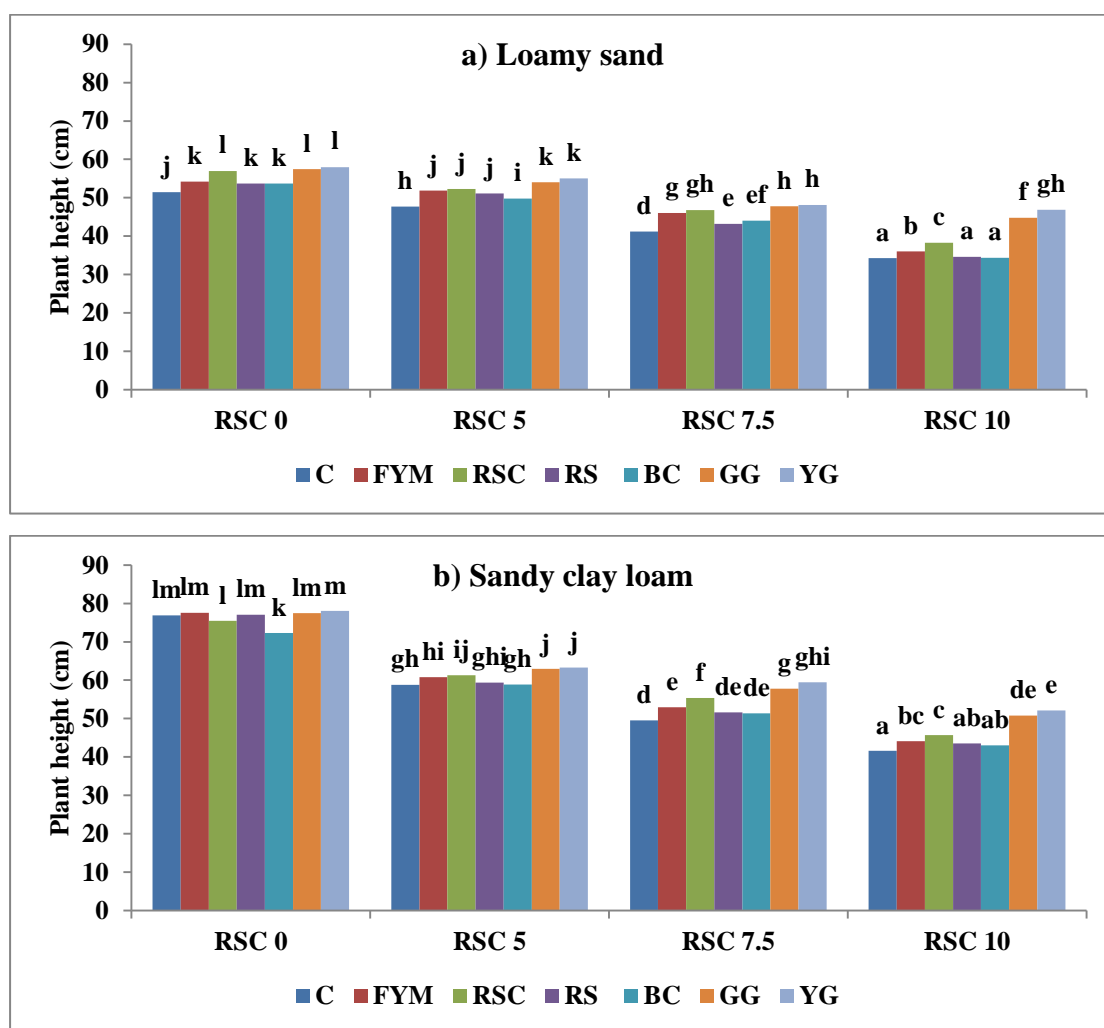 a) Loamy sand
Plant height (cm)
90
80
70
60
50
40
30
20
10
0
j k l k k l l
h j j j i k k
d g gh e ef h h
a b c a a f gh
RSC 0 RSC 5 RSC 7.5 RSC 10
C FYM RSC RS BC GG YG
b) Sandy clay loam
Plant height (cm)
90
80
70
60
50
40
30
20
10
0
lm lm l lm k lm m
gh hi ij ghi gh j j
d e f de de g ghi
a bc c ab ab de e
RSC 0 RSC 5 RSC 7.5 RSC 10
C FYM RSC RS BC GG YG